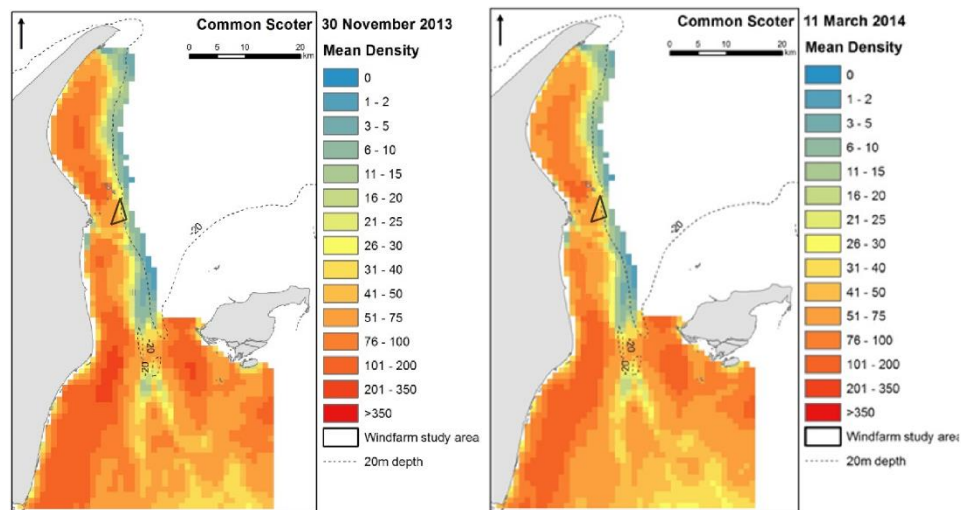 Common Scoter 30 November 2013
0 5 10 20
km
Mean Density
0
1 - 2
3 - 5
6 - 10
11 - 15
16 - 20
21 - 25
26 - 30
31 - 40
41 - 50
51 - 75
76 - 100
101 - 200
201 - 350
>350
Windfarm study area
20m depth
-20
-20
-20
Common Scoter 11 March 2014
0 5 10 20
km
Mean Density
0
1 - 2
3 - 5
6 - 10
11 - 15
16 - 20
21 - 25
26 - 30
31 - 40
41 - 50
51 - 75
76 - 100
101 - 200
201 - 350
>350
Windfarm study area
20m depth
-20
-20
-20